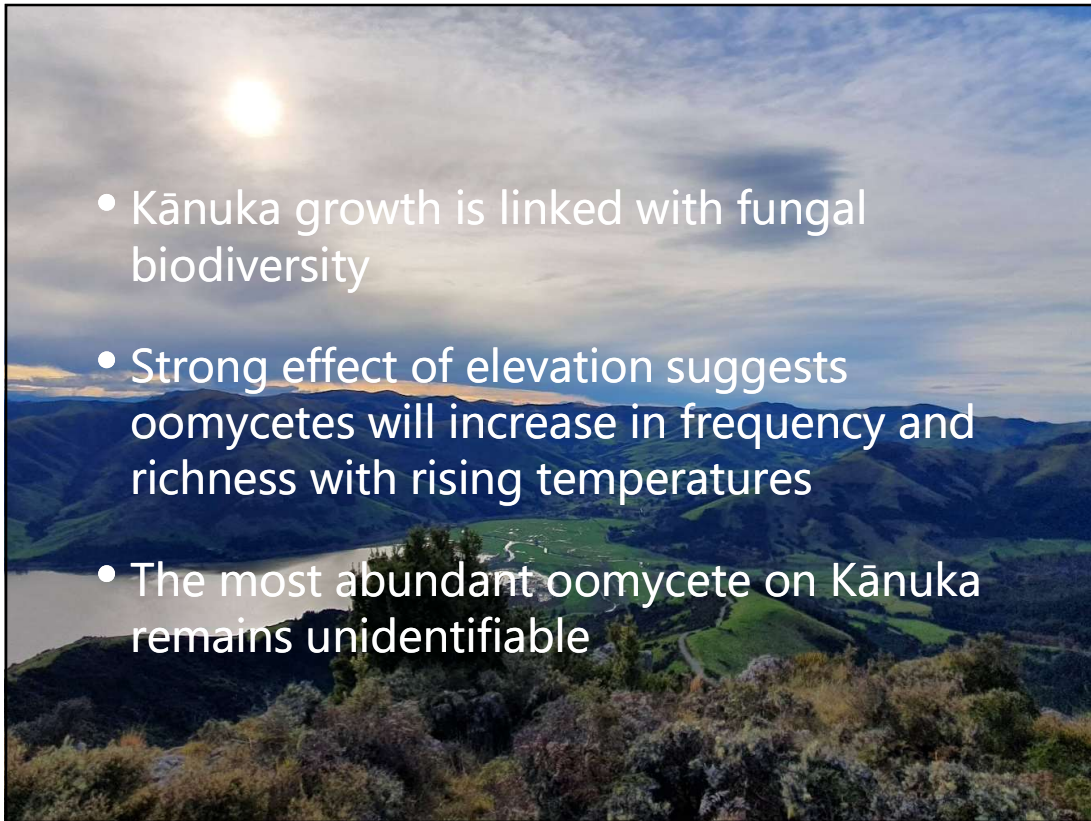 • Kānuka growth is linked with fungal
biodiversity
• Strong effect of elevation suggests
oomycetes will increase in frequency and
richness with rising temperatures
• The most abundant oomycete on Kānuka
remains unidentifiable